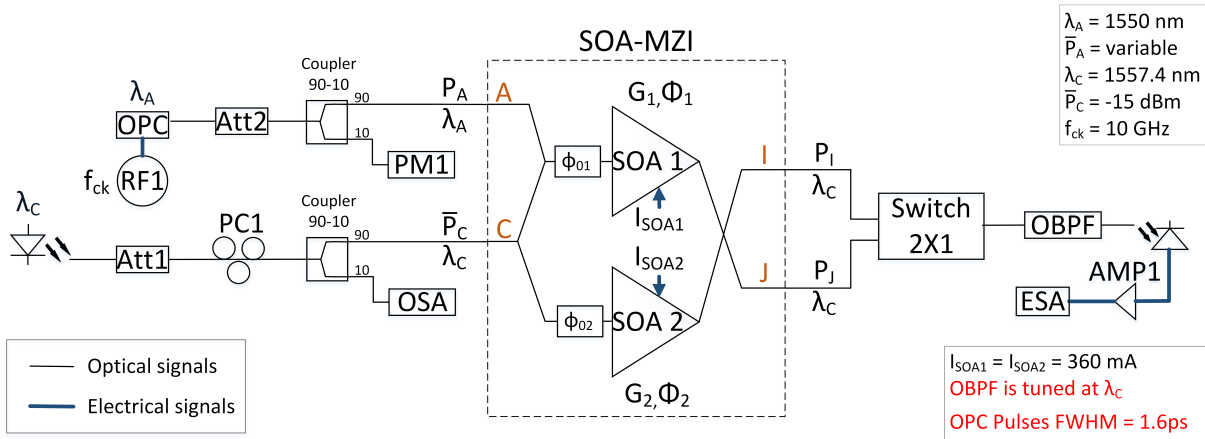 SOA-MZI
λA = 1550 nm
P̅A = variable
λC = 1557.4 nm
P̅C = -15 dBm
fck = 10 GHz
Coupler
90-10
λA
OPC
Att2
90
10
PA
λA
A
G1,Φ1
PM1
fck
RF1
ϕ01
SOA 1
ISOA1
I
PI
λC
λC
PC1
Att1
Coupler
90-10
90
10
P̅C
λC
C
OSA
ISOA2
ϕ02
SOA 2
G2,Φ2
J
PJ
λC
Switch
2X1
OBPF
AMP1
ESA
Optical signals
Electrical signals
ISOA1 = ISOA2 = 360 mA
OBPF is tuned at λC
OPC Pulses FWHM = 1.6ps